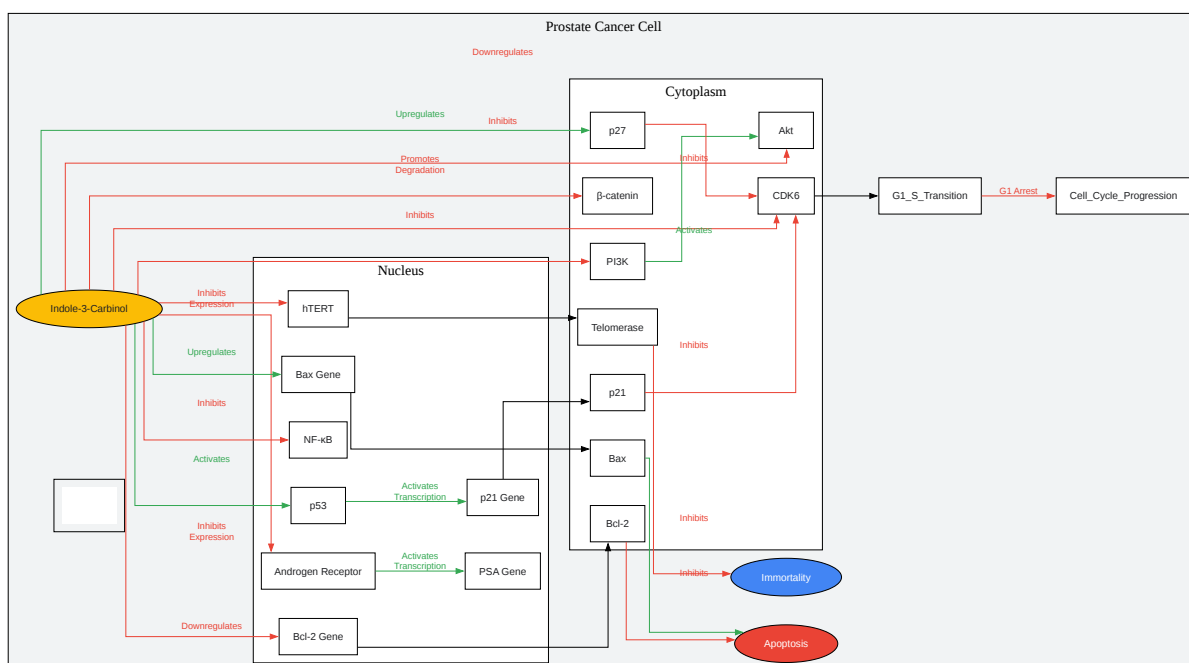 Prostate Cancer Cell
Downregulates
Cytoplasm
Upregulates
Inhibits
p27
Akt
Promotes
Degradation
Inhibits
β-catenin
CDK6
G1_S_Transition
G1 Arrest
Cell_Cycle_Progression
Inhibits
Activates
PI3K
Nucleus
Indole-3-Carbinol
Inhibits
Expression
hTERT
Telomerase
Upregulates
Inhibits
Bax Gene
p21
Inhibits
NF-κB
Bax
Activates
Activates
Transcription
p21 Gene
p53
Inhibits
Expression
Bcl-2
Inhibits
Androgen Receptor
Activates
Transcription
PSA Gene
Inhibits
Immortality
Downregulates
Bcl-2 Gene
Apoptosis